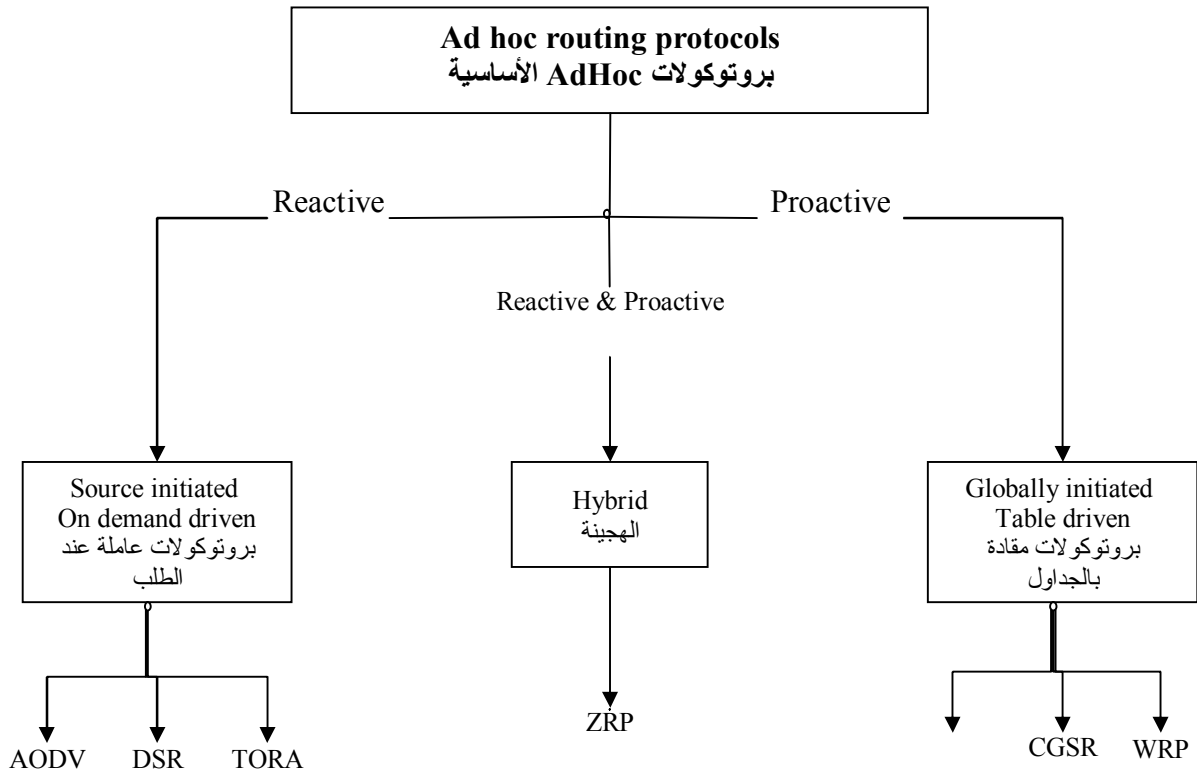 Ad hoc routing protocols
بروتوكولات AdHoc الأساسية
Reactive
Proactive
Reactive & Proactive
Source initiated
On demand driven
بروتوكولات عاملة عند
الطلب
Hybrid
الهجينة
Globally initiated
Table driven
بروتوكولات مقادة
بالجداول
AODV
DSR
TORA
ZRP
CGSR
WRP